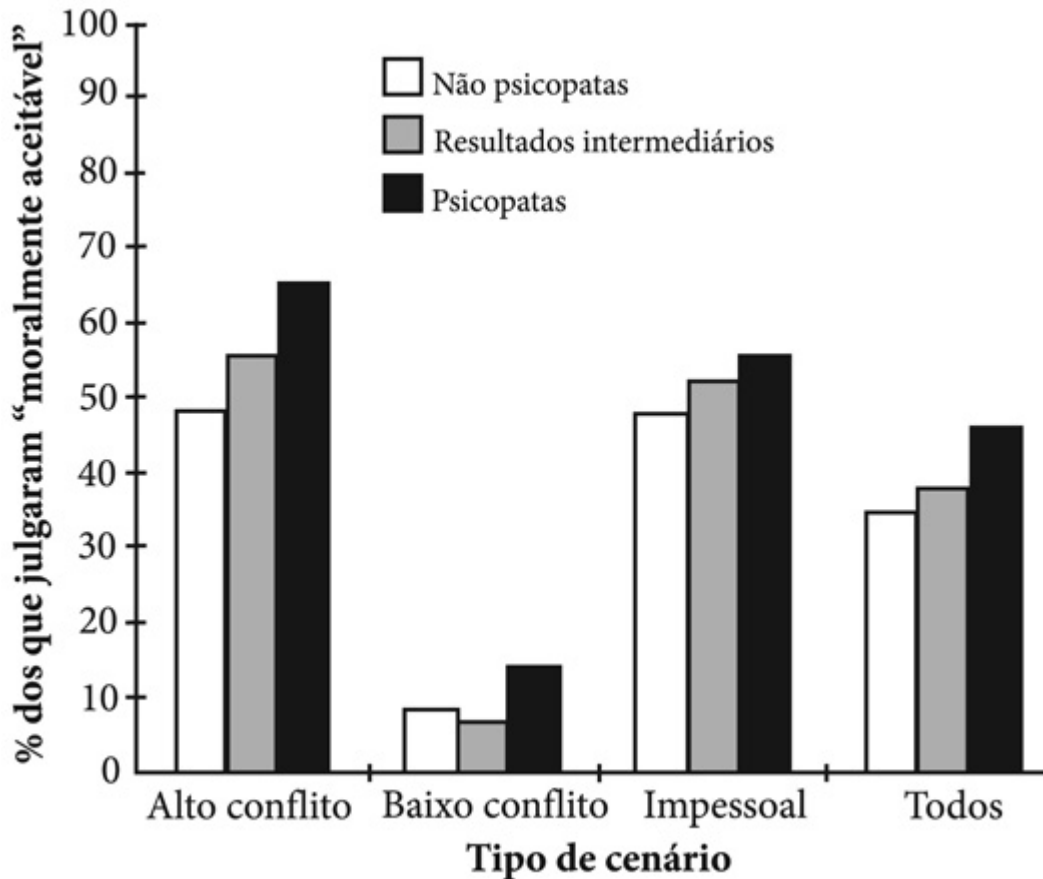 % dos que julgaram “moralmente aceitável”
100
90
80
70
60
50
40
30
20
10
0
Não psicopatas
Resultados intermediários
Psicopatas
Alto conflito
Baixo conflito
Impessoal
Todos
Tipo de cenário